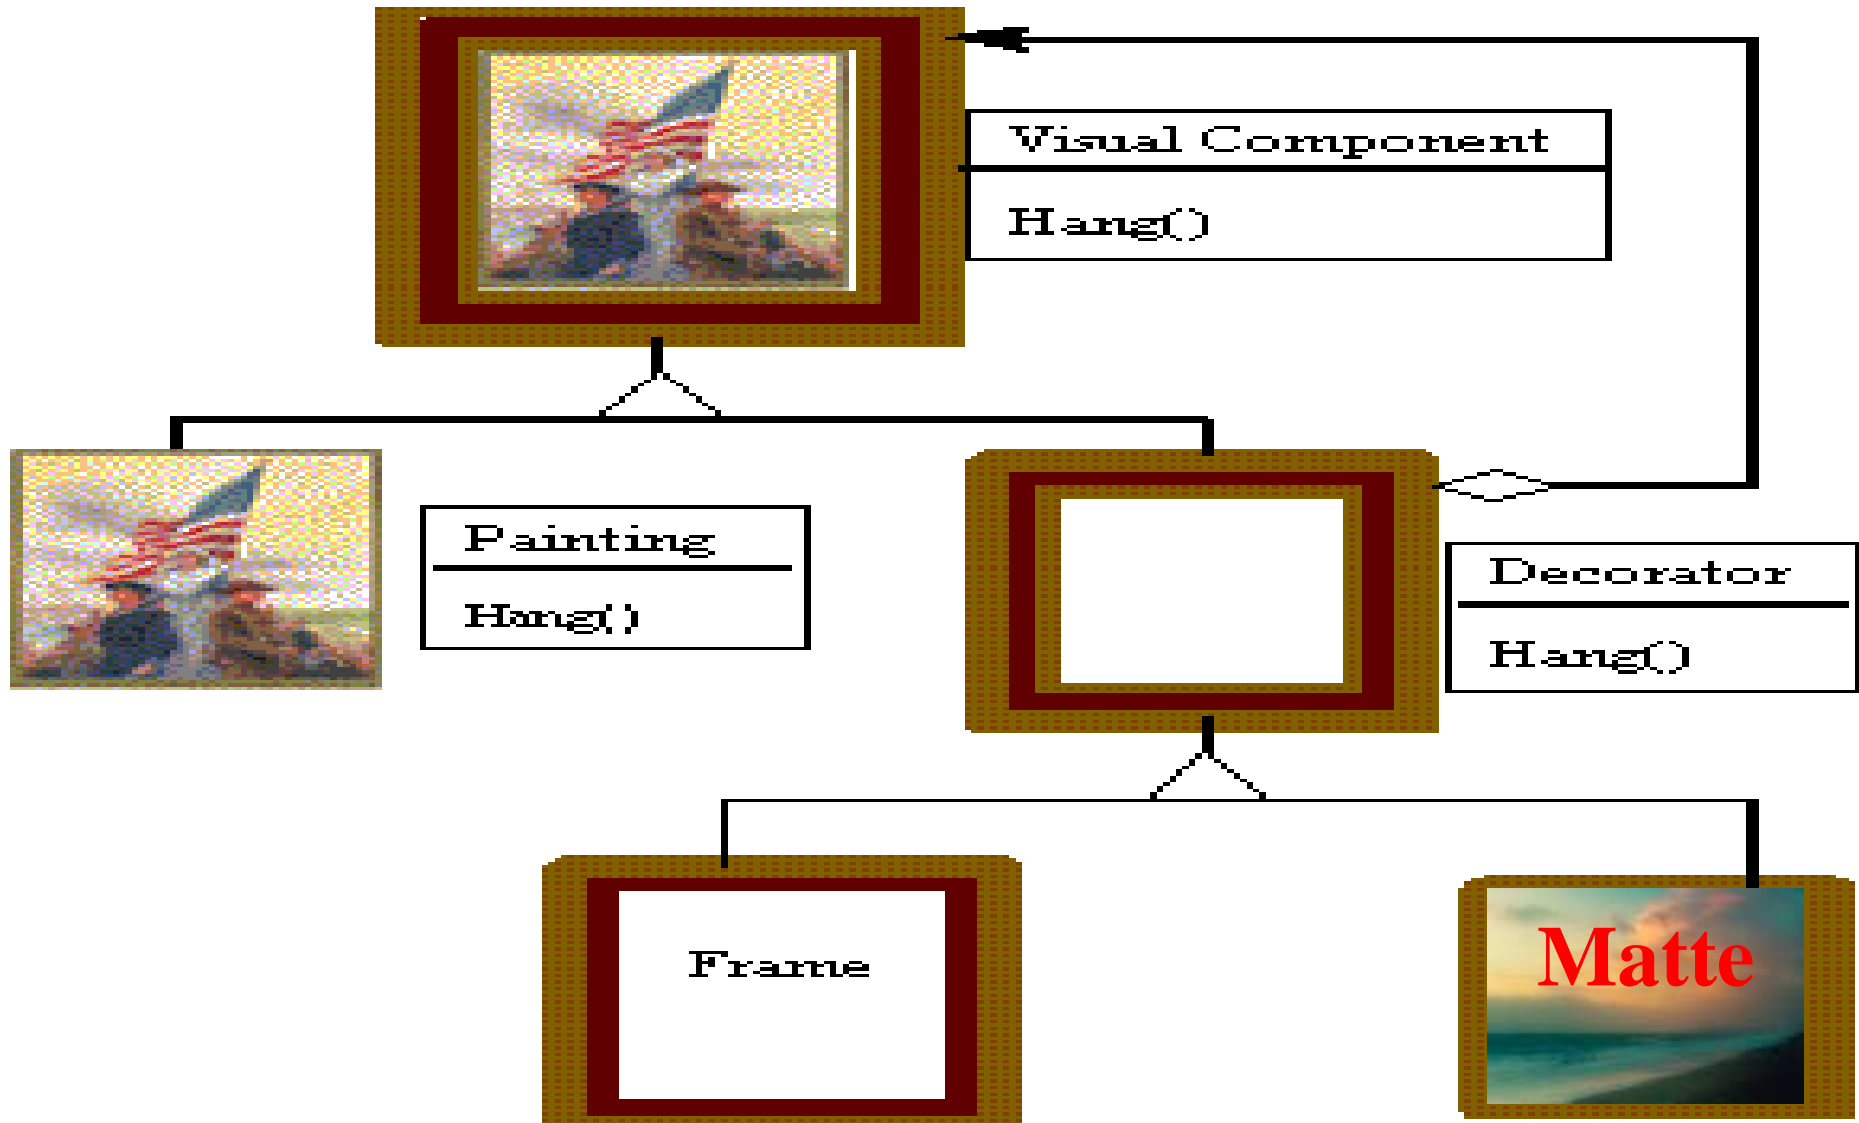 Visual Component
Hang()
Painting
Hang()
Decorator
Hang()
Frame
Matte